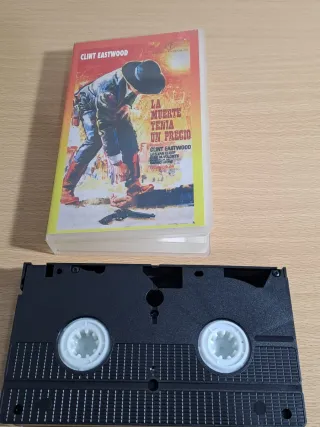 CLINT EASTWOOD
LA
MUERTE
TENIA
UN PRECIO
CLINT EASTWOOD